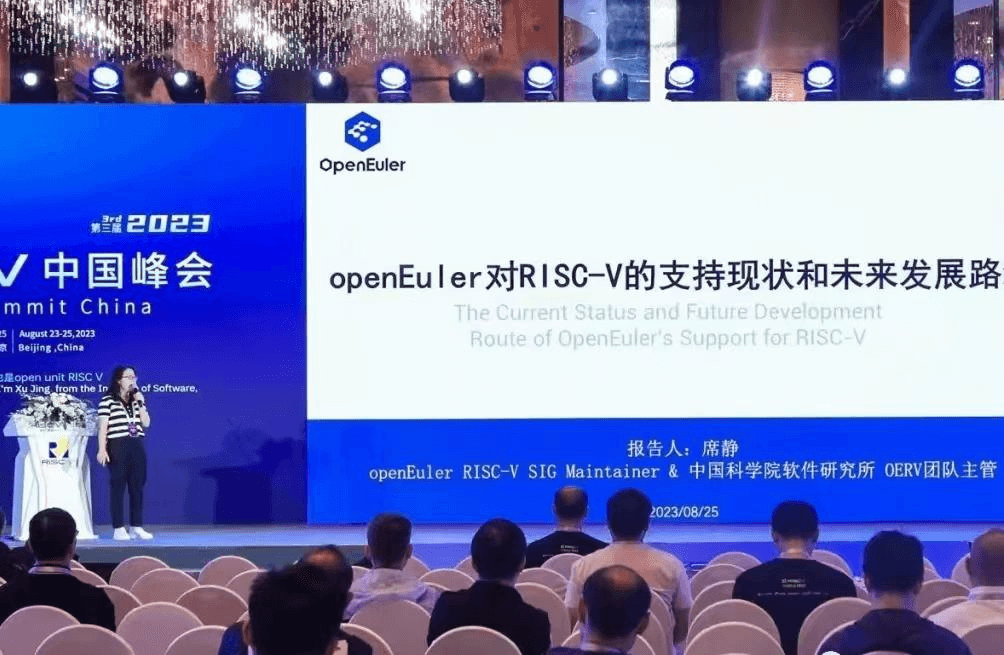 3rd
第三届 2023
V 中国峰会
mmit China
25 | August 23-25,2023
京 | Beijing ,China
也是open unit RISC V
I'm Xu Jing, from the In of Software,
RISC-V
OpenEuler
openEuler对RISC-V的支持现状和未来发展路
The Current Status and Future Development
Route of OpenEuler's Support for RISC-V
报告人：席静
openEuler RISC-V SIG Maintainer & 中国科学院软件研究所 OERV团队主管
2023/08/25